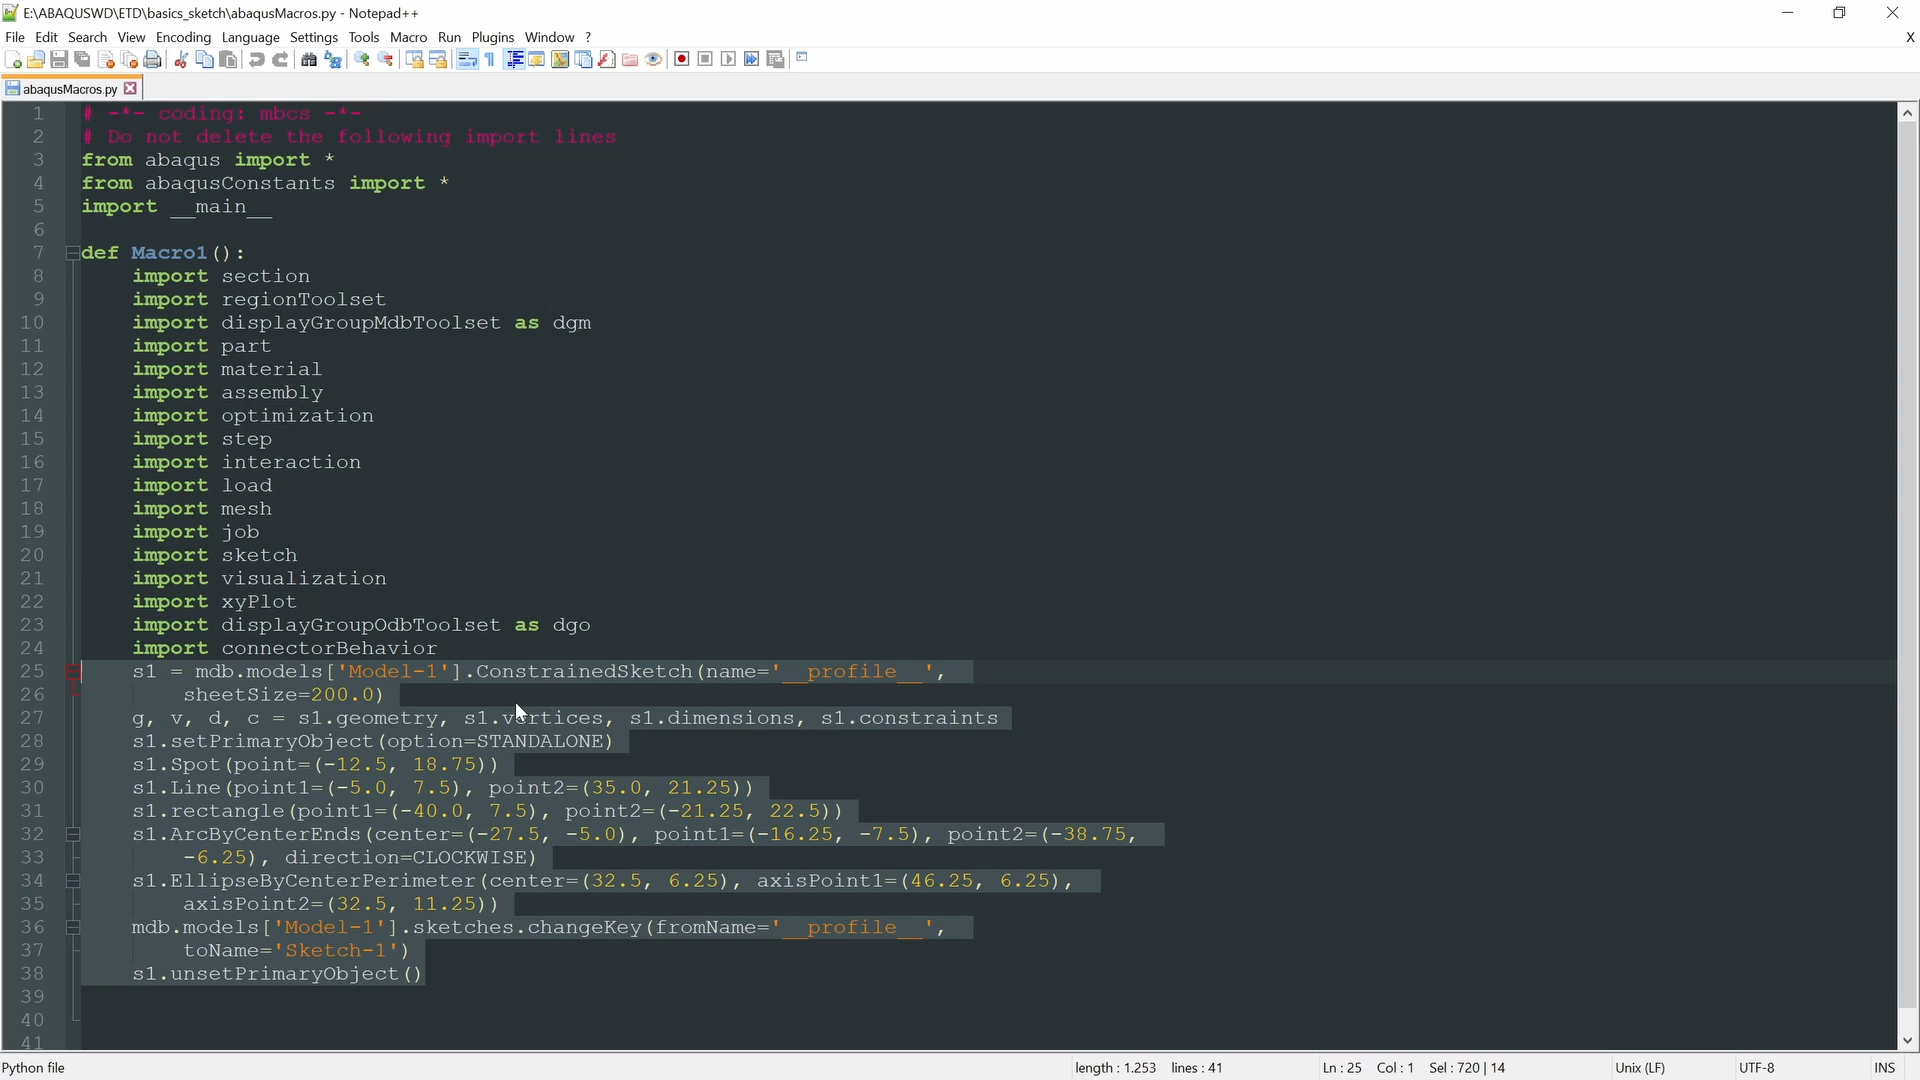 E:\ABAQUSWD\ETD\basics_sketch\abaqusMacros.py - Notepad++
File Edit Search View Encoding Language Settings Tools Macro Run Plugins Window ? X
abaqusMacros.py
1 # -*- coding: mbcs -*-
2 # Do not delete the following import lines
3 from abaqus import *
4 from abaqusConstants import *
5 import __main__
6
7 def Macro1():
8 import section
9 import regionToolset
10 import displayGroupMdbToolset as dgm
11 import part
12 import material
13 import assembly
14 import optimization
15 import step
16 import interaction
17 import load
18 import mesh
19 import job
20 import sketch
21 import visualization
22 import xyPlot
23 import displayGroupOdbToolset as dgo
24 import connectorBehavior
25 s1 = mdb.models['Model-1'].ConstrainedSketch(name='__profile__',
26 sheetSize=200.0)
27 g, v, d, c = s1.geometry, s1.vertices, s1.dimensions, s1.constraints
28 s1.setPrimaryObject(option=STANDALONE)
29 s1.Spot(point=(-12.5, 18.75))
30 s1.Line(point1=(-5.0, 7.5), point2=(35.0, 21.25))
31 s1.rectangle(point1=(-40.0, 7.5), point2=(-21.25, 22.5))
32 s1.ArcByCenterEnds(center=(-27.5, -5.0), point1=(-16.25, -7.5), point2=(-38.75,
33 -6.25), direction=CLOCKWISE)
34 s1.EllipseByCenterPerimeter(center=(32.5, 6.25), axisPoint1=(46.25, 6.25),
35 axisPoint2=(32.5, 11.25))
36 mdb.models['Model-1'].sketches.changeKey(fromName='__profile__',
37 toName='Sketch-1')
38 s1.unsetPrimaryObject()
39
40
41
Python file length : 1.253 lines : 41 Ln : 25 Col : 1 Sel : 720 | 14 Unix (LF) UTF-8 INS